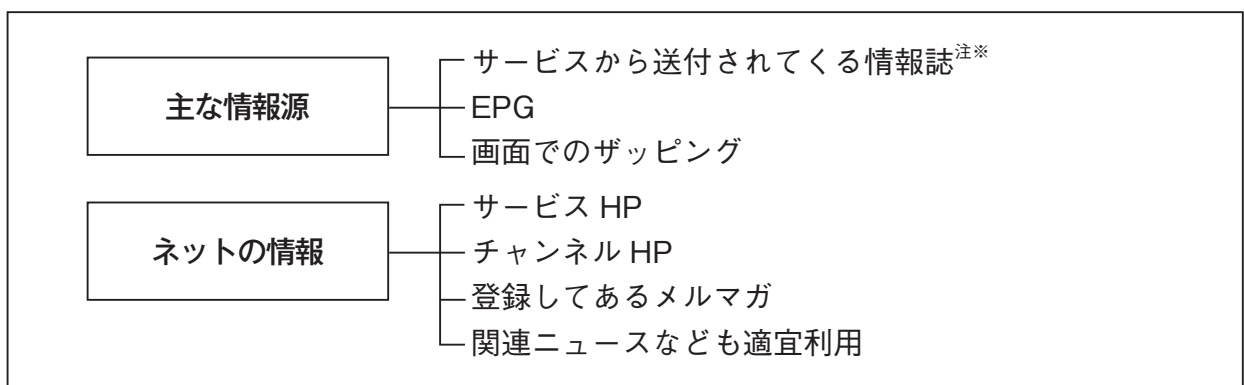 主な情報源
サービスから送付されてくる情報誌注※
EPG
画面でのザッピング
ネットの情報
サービス HP
チャンネル HP
登録してあるメルマガ
関連ニュースなども適宜利用